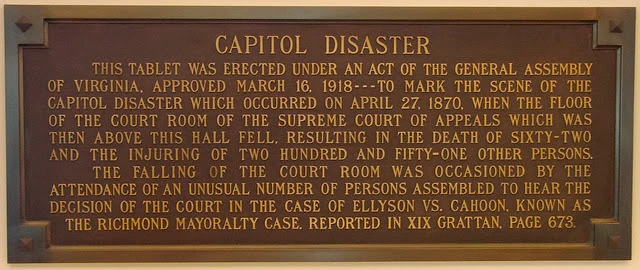 CAPITOL DISASTER
THIS TABLET WAS ERECTED UNDER AN ACT OF THE GENERAL ASSEMBLY
OF VIRGINIA, APPROVED MARCH 16, 1918---TO MARK THE SCENE OF THE
CAPITOL DISASTER WHICH OCCURRED ON APRIL 27, 1870, WHEN THE FLOOR
OF THE COURT ROOM OF THE SUPREME COURT OF APPEALS WHICH WAS
THEN ABOVE THIS HALL FELL, RESULTING IN THE DEATH OF SIXTY-TWO
AND THE INJURING OF TWO HUNDRED AND FIFTY-ONE OTHER PERSONS.
THE FALLING OF THE COURT ROOM WAS OCCASIONED BY THE
ATTENDANCE OF AN UNUSUAL NUMBER OF PERSONS ASSEMBLED TO HEAR THE
DECISION OF THE COURT IN THE CASE OF ELLYSON VS. CAHOON, KNOWN AS
THE RICHMOND MAYORALTY CASE, REPORTED IN XIX GRATTAN, PAGE 673.